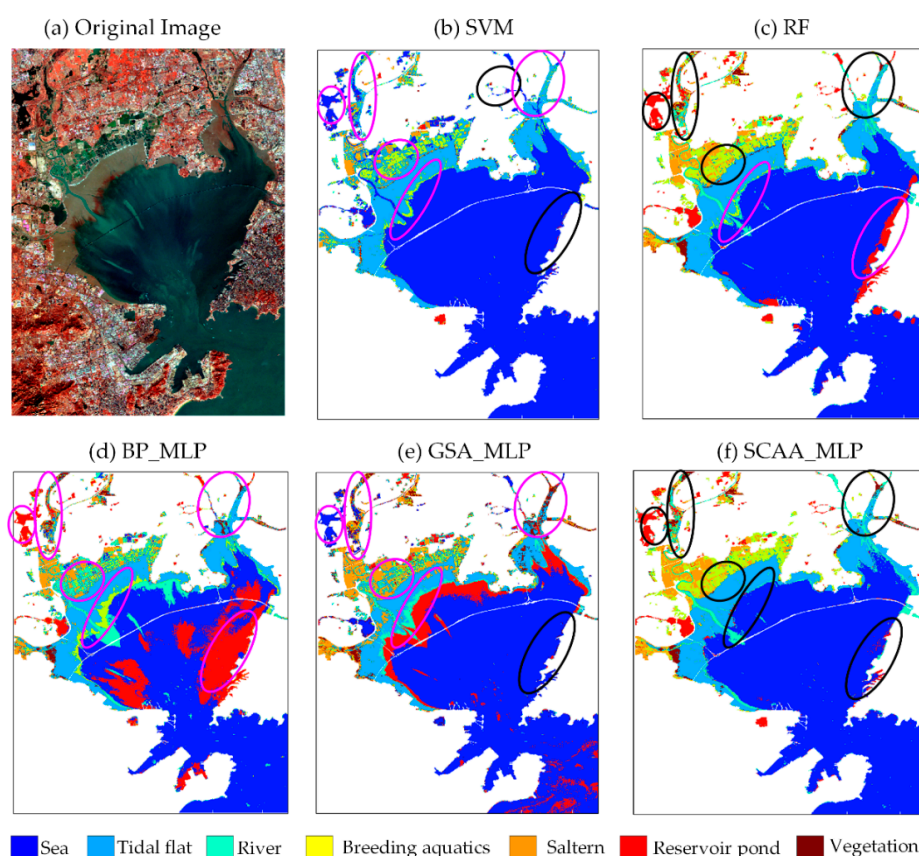 (a) Original Image
(b) SVM
(c) RF
(d) BP_MLP
(e) GSA_MLP
(f) SCAA_MLP
Sea Tidal flat River Breeding aquatics Saltern Reservoir pond Vegetation